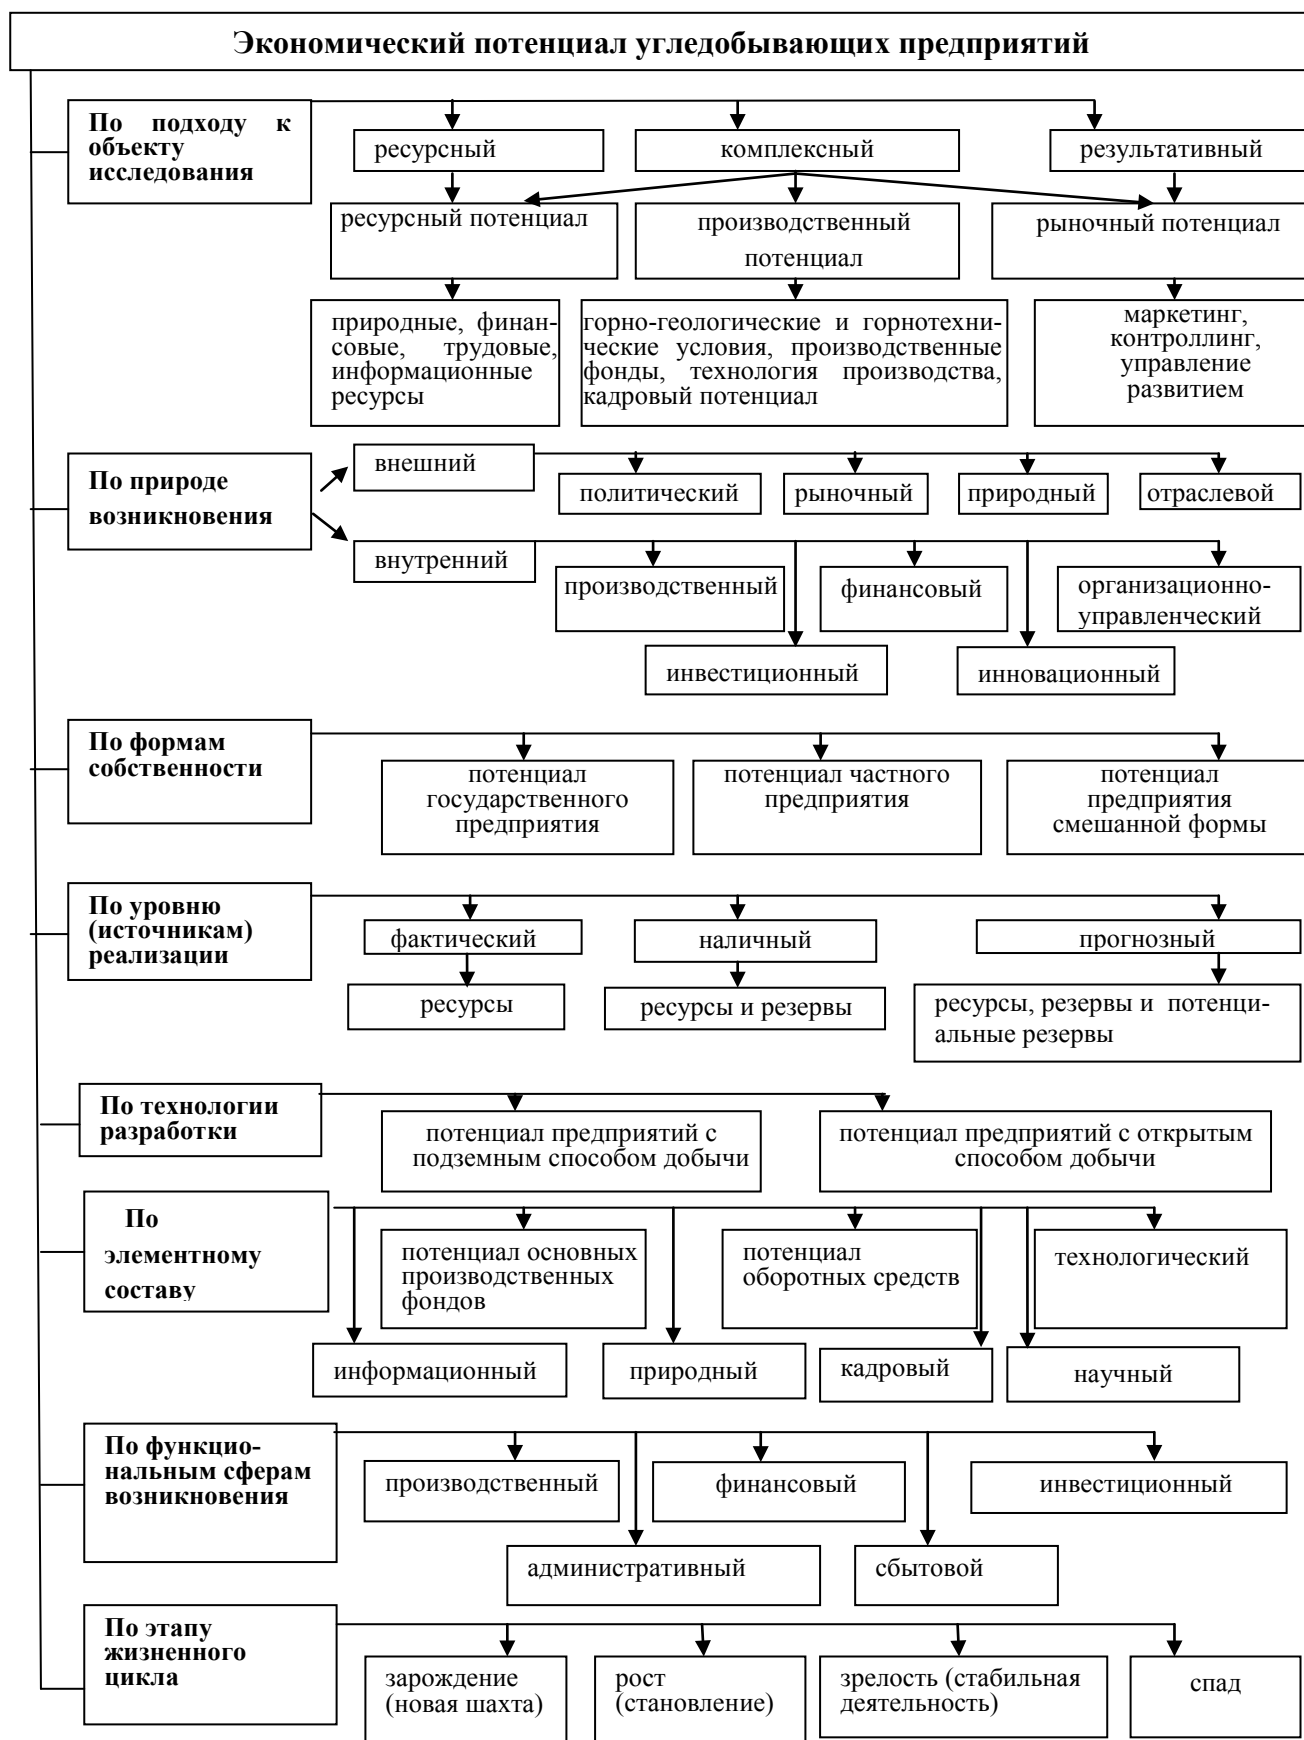 Экономический потенциал угледобывающих предприятий
По подходу к
объекту
исследования
ресурсный
комплексный
результативный
ресурсный потенциал
производственный
потенциал
рыночный потенциал
природные, финан-
совые, трудовые,
информационные
ресурсы
горно-геологические и горнотехни-
ческие условия, производственные
фонды, технология производства,
кадровый потенциал
маркетинг,
контроллинг,
управление
развитием
По природе
возникновения
внешний
политический
рыночный
природный
отраслевой
внутренний
производственный
финансовый
организационно-
управленческий
инвестиционный
инновационный
По формам
собственности
потенциал
государственного
предприятия
потенциал частного
предприятия
потенциал
предприятия
смешанной формы
По уровню
(источникам)
реализации
фактический
наличный
прогнозный
ресурсы
ресурсы и резервы
ресурсы, резервы и потенци-
альные резервы
По технологии
разработки
потенциал предприятий с
подземным способом добычи
потенциал предприятий с открытым
способом добычи
По
элементному
составу
потенциал основных
производственных
фондов
потенциал
оборотных средств
технологический
информационный
природный
кадровый
научный
По функцио-
нальным сферам
возникновения
производственный
финансовый
инвестиционный
административный
сбытовой
По этапу
жизненного
цикла
зарождение
(новая шахта)
рост
(становление)
зрелость (стабильная
деятельность)
спад